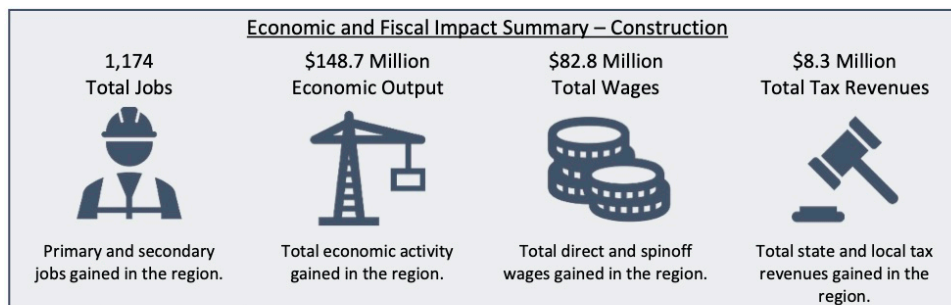 Economic and Fiscal Impact Summary – Construction
1,174
Total Jobs
$148.7 Million
Economic Output
$82.8 Million
Total Wages
$8.3 Million
Total Tax Revenues
Primary and secondary
jobs gained in the region.
Total economic activity
gained in the region.
Total direct and spinoff
wages gained in the region.
Total state and local tax
revenues gained in the
region.